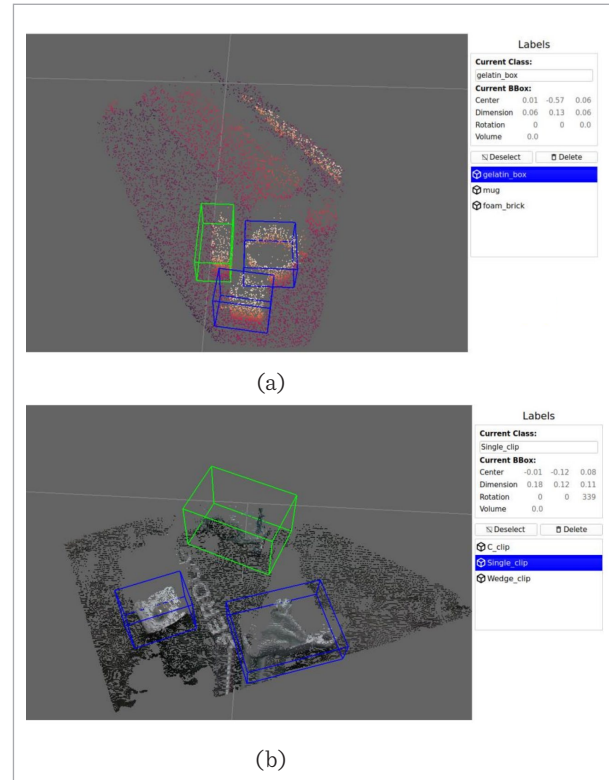 Labels
Current Class:
gelatin_box
Current BBox:
Center 0.01 -0.57 0.06
Dimension 0.06 0.13 0.06
Rotation 0 0 0.0
Volume 0.0
Deselect Delete
gelatin_box
mug
foam_brick
(a)
Labels
Current Class:
Single_clip
Current BBox:
Center -0.01 -0.12 0.08
Dimension 0.18 0.12 0.11
Rotation 0 0 339
Volume 0.0
Deselect Delete
C_clip
Single_clip
Wedge_clip
(b)